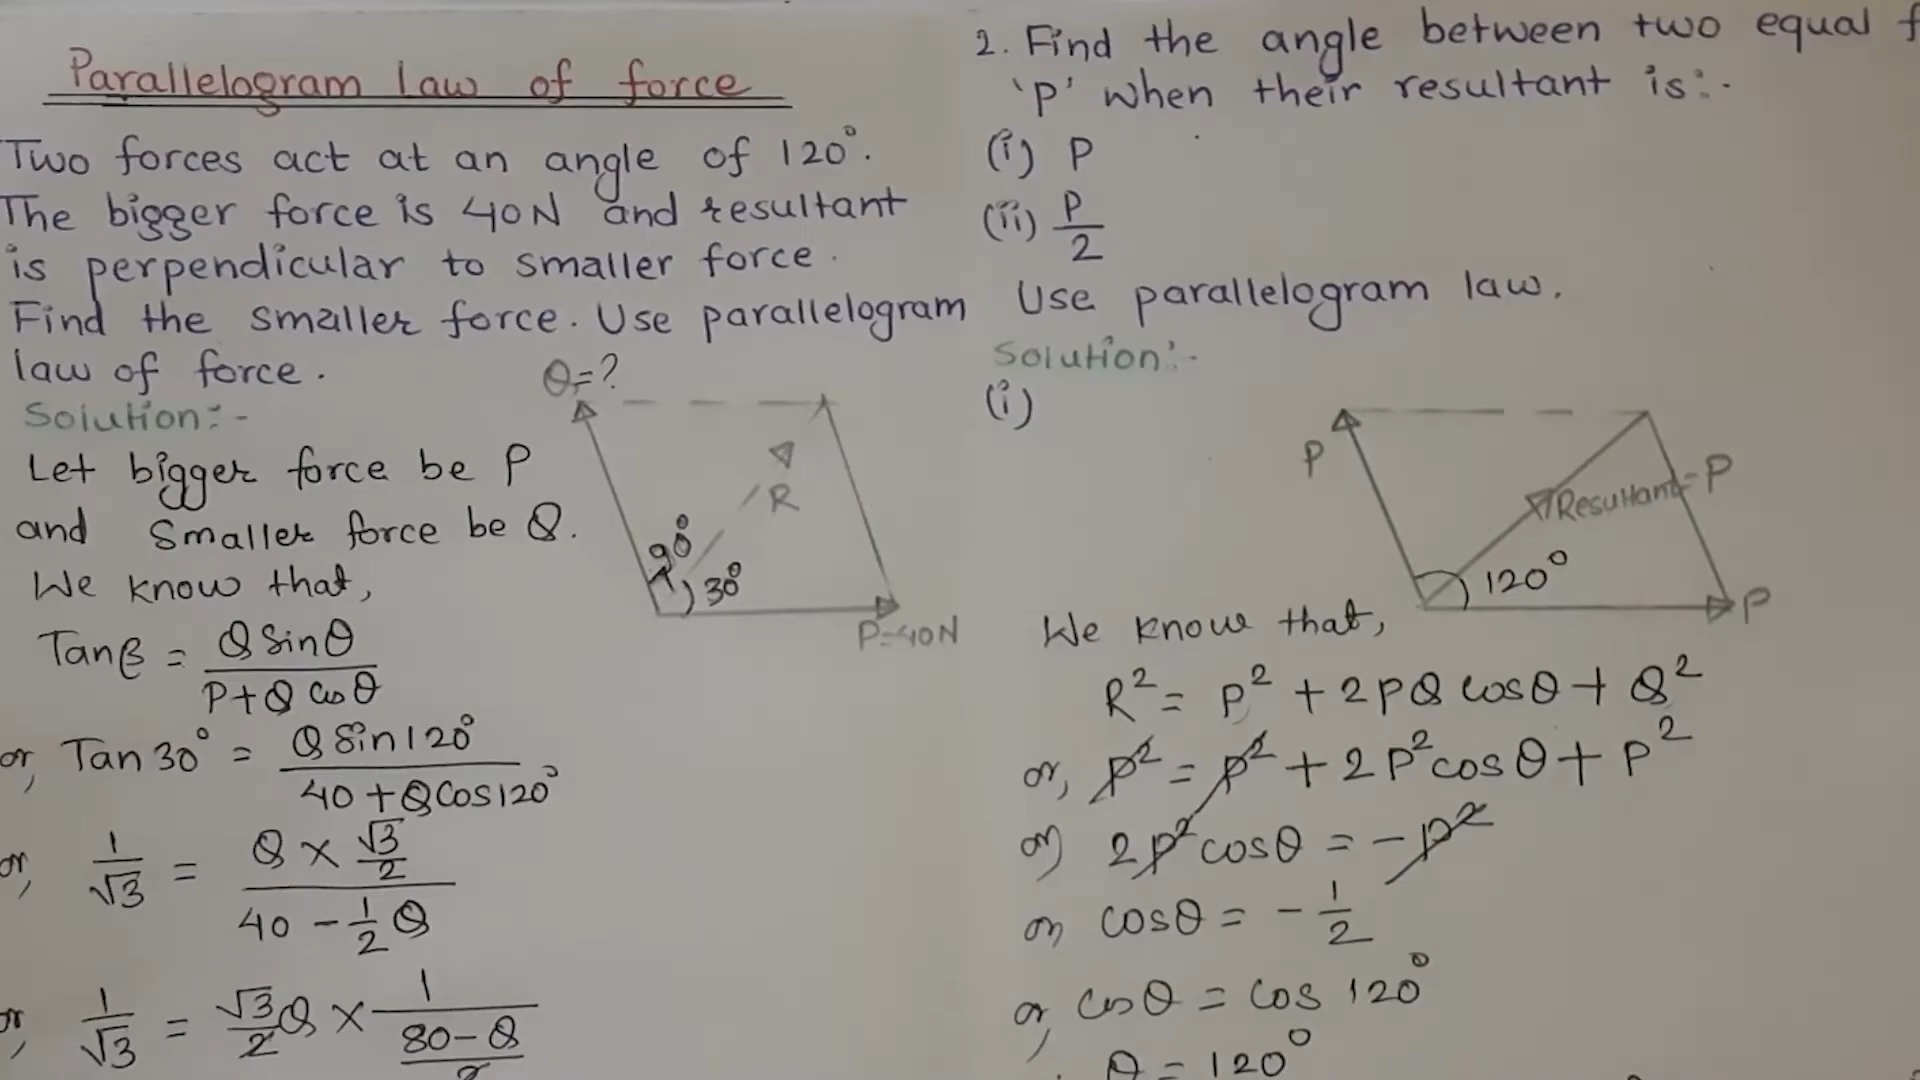 Parallelogram law of force
Two forces act at an angle of 120°.
The bigger force is 40N and resultant
is perpendicular to smaller force.
Find the smaller force. Use parallelogram
law of force.
Solution:-
Let bigger force be P
and smaller force be Q.
We know that,
Tanβ = Q Sinθ / P+Q Cosθ
or, Tan 30° = Q Sin120° / 40+QCos120°
or, 1/√3 = Q × √3/2 / 40 - 1/2 Q
or, 1/√3 = √3/2 Q × 1 / 80-Q/2
Q=?
R
90°
30°
P=40N
2. Find the angle between two equal f
'P' when their resultant is:-
(i) P
(ii) P/2
Use parallelogram law.
Solution:-
(i)
P
Resultant=P
120°
P
We know that,
R² = P² + 2PQ cosθ + Q²
or, P² = P² + 2P²cosθ + P²
or 2P²cosθ = -P²
or cosθ = - 1/2
or, cosθ = cos 120°
θ = 120°